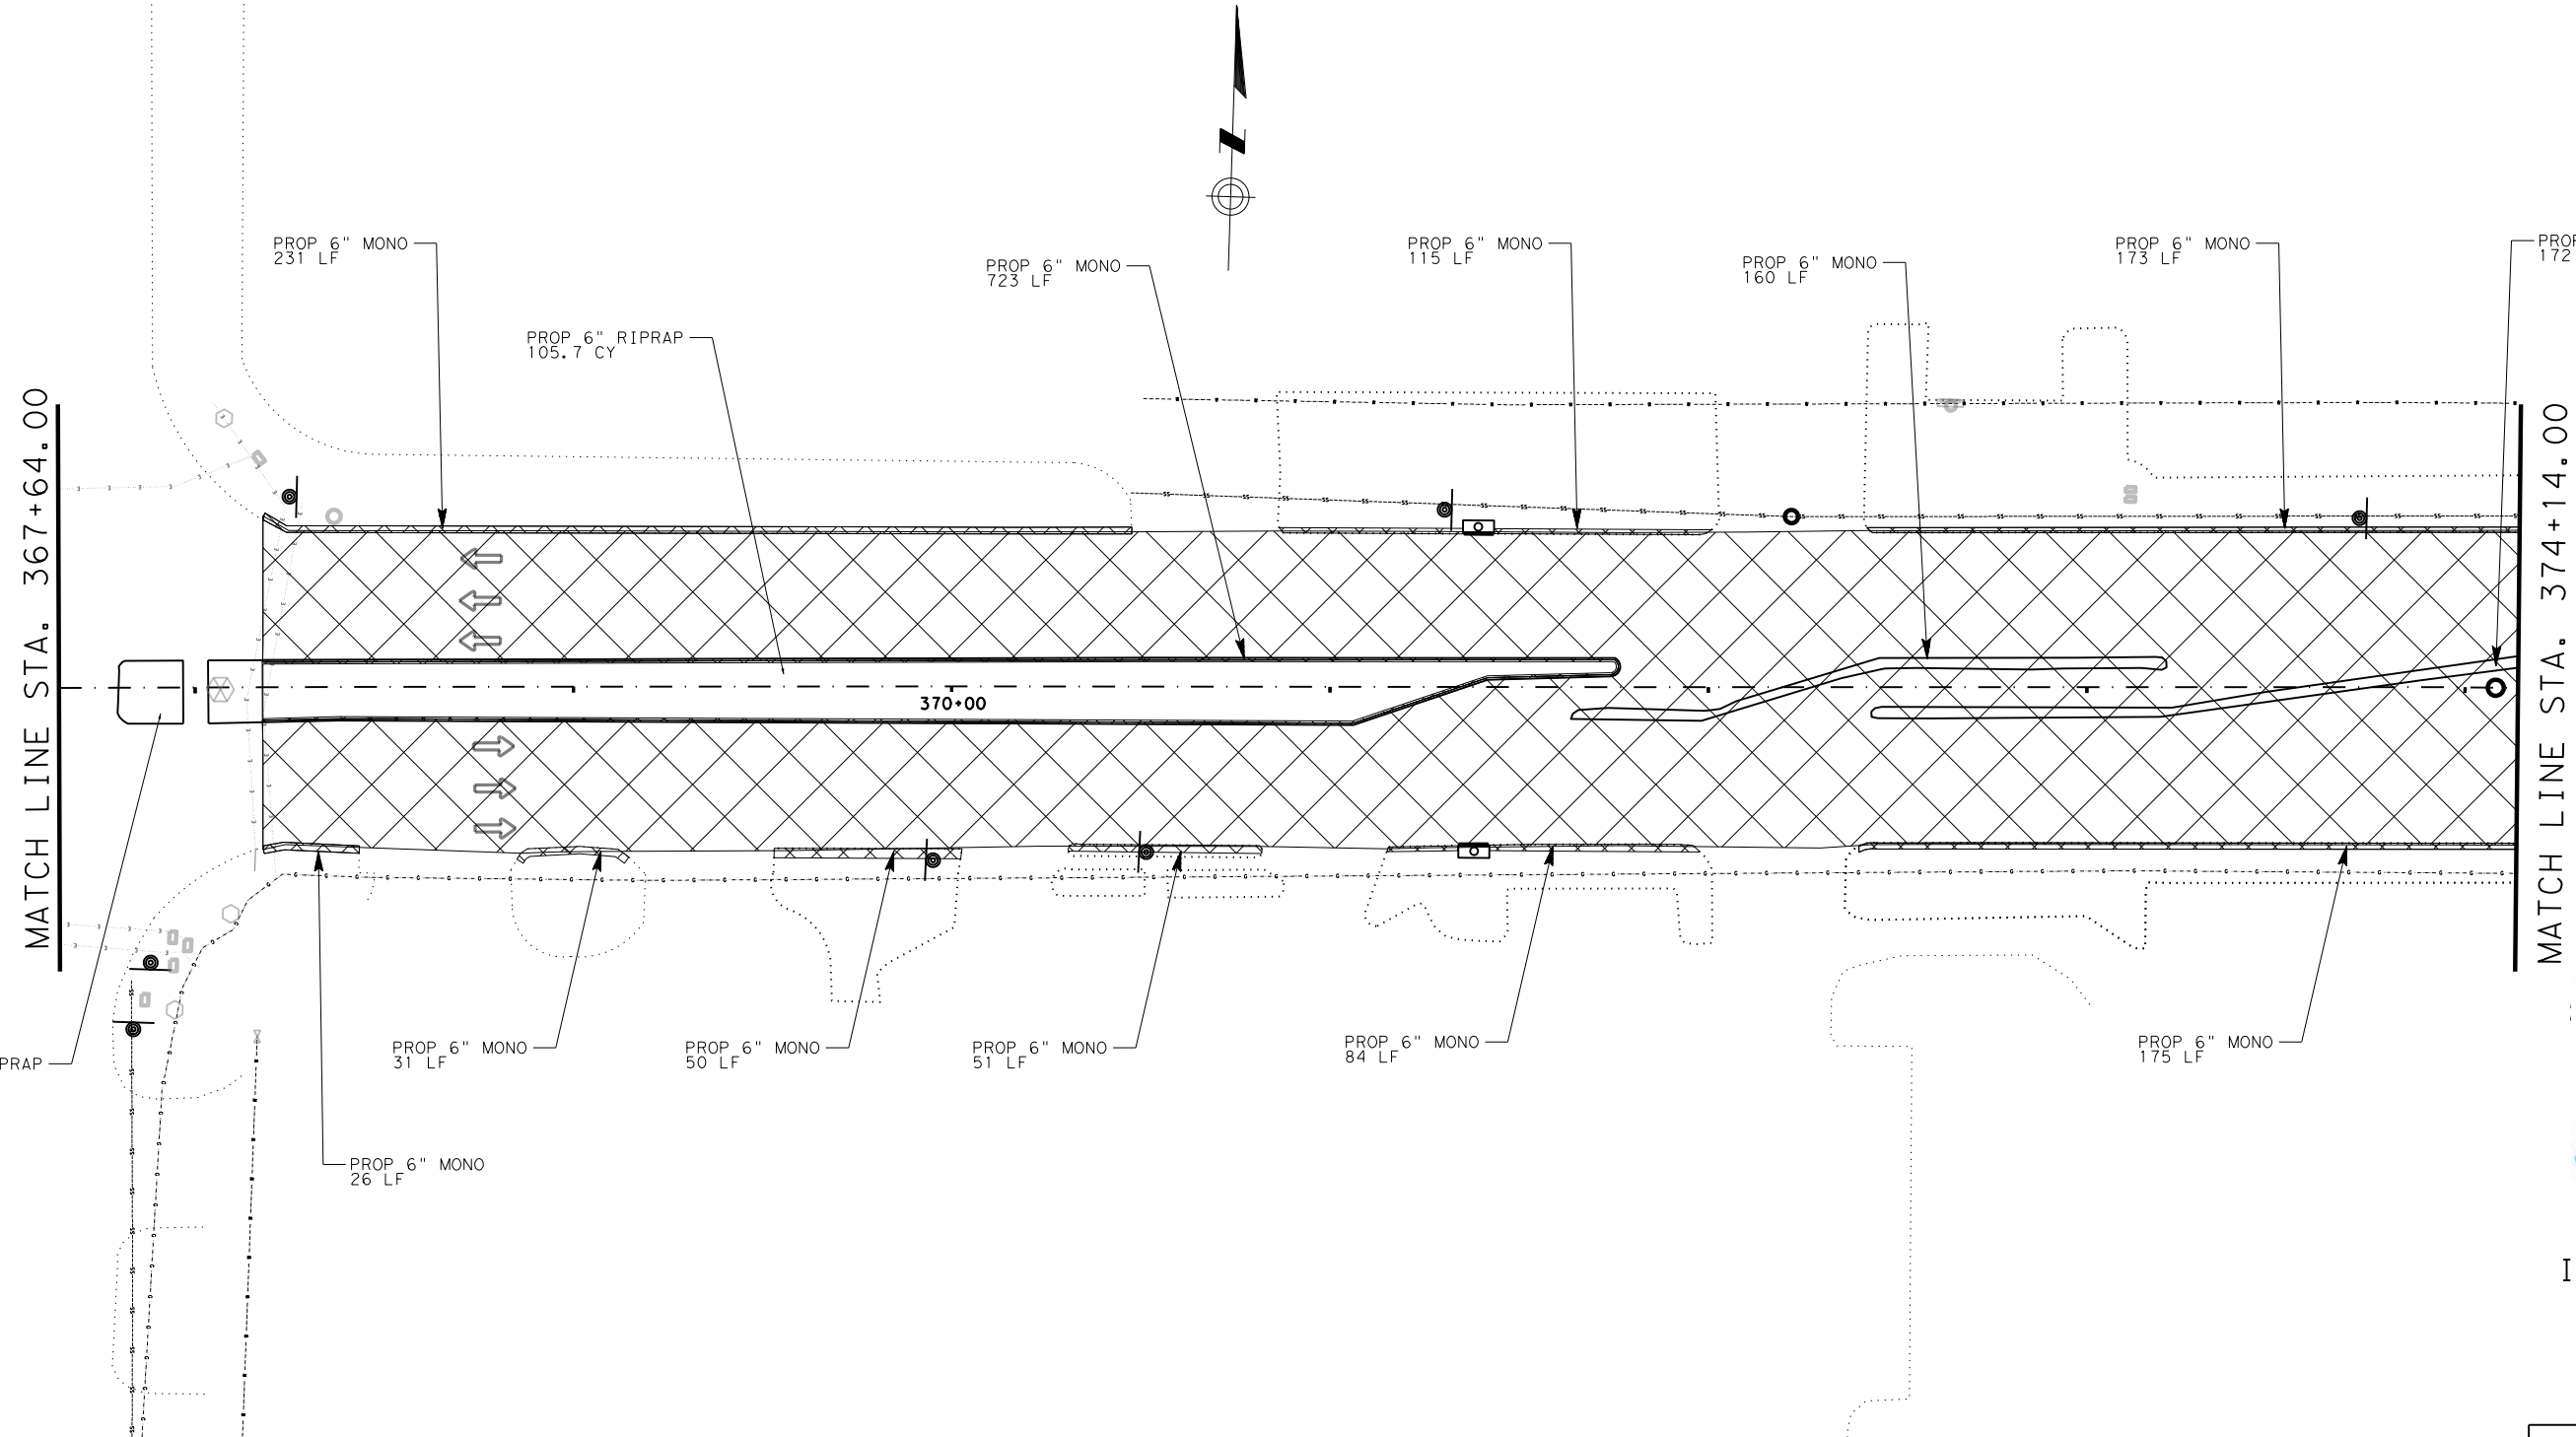 N
PROP 6" MONO
231 LF
PROP 6" MONO
723 LF
PROP 6" MONO
115 LF
PROP 6" MONO
160 LF
PROP 6" MONO
173 LF
PROP
172
PROP 6" RIPRAP
105.7 CY
MATCH LINE STA. 367+64.00
MATCH LINE STA. 374+14.00
370+00
PRAP
PROP 6" MONO
31 LF
PROP 6" MONO
50 LF
PROP 6" MONO
51 LF
PROP 6" MONO
84 LF
PROP 6" MONO
175 LF
PROP 6" MONO
26 LF
I